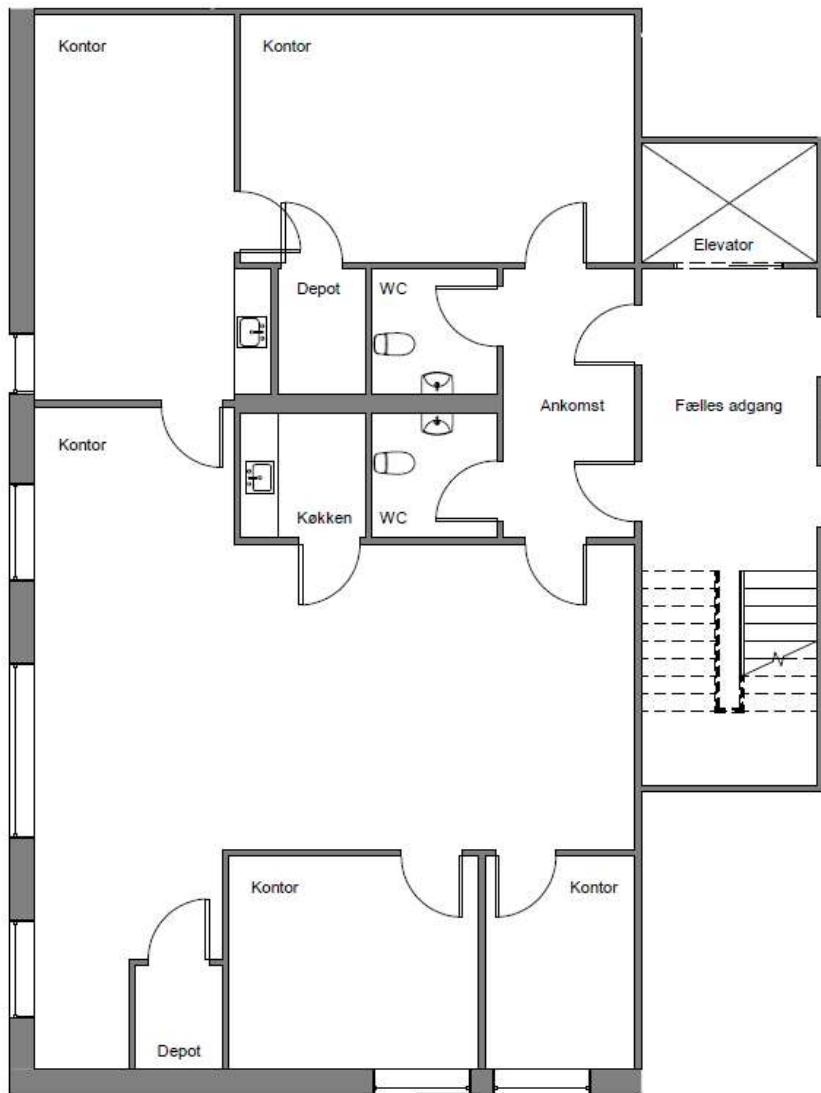 Kontor
Kontor
Elevator
Depot
WC
Ankomst
Fælles adgang
Kontor
Køkken
WC
Kontor
Kontor
Depot